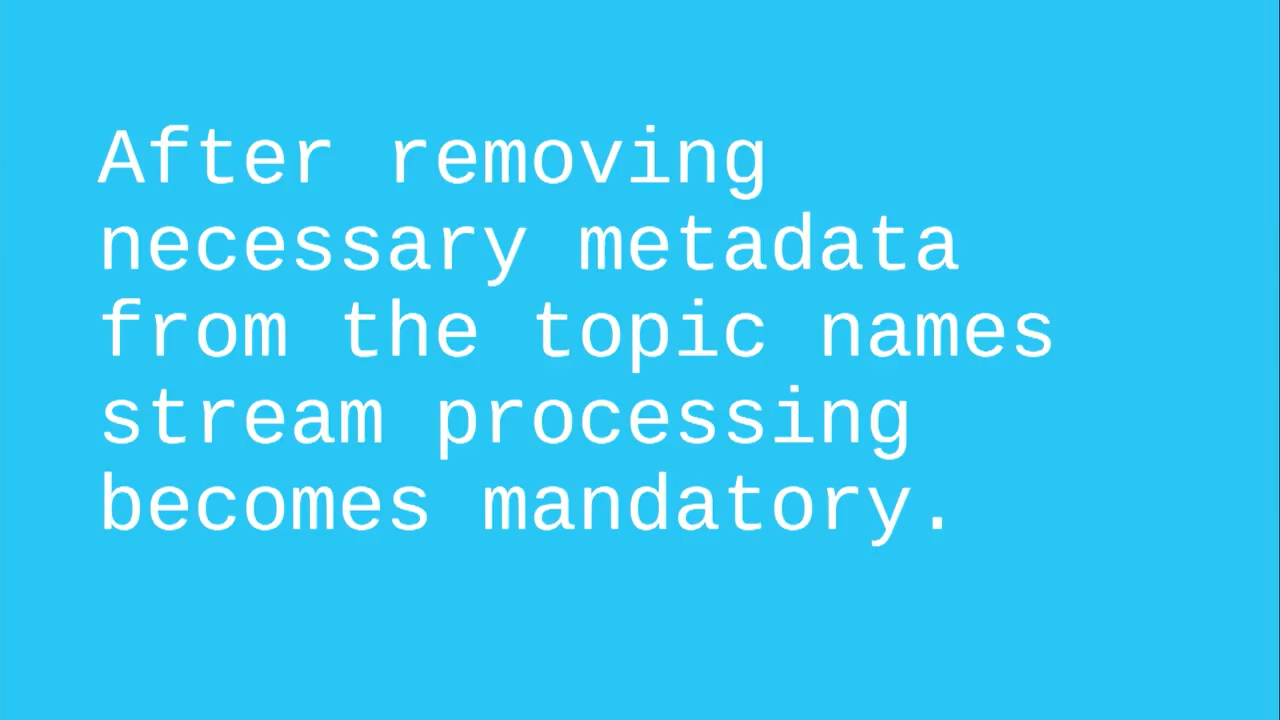 After removing
necessary metadata
from the topic names
stream processing
becomes mandatory.